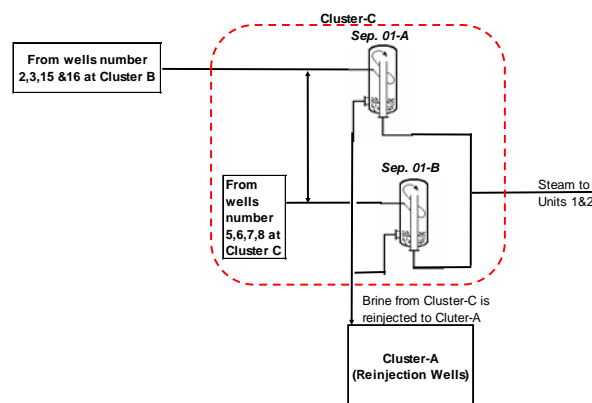 Cluster-C
Sep. 01-A
From wells number
2,3,15 &16 at Cluster B
Sep. 01-B
From
wells
number
5,6,7,8 at
Cluster C
Steam to
Units 1&2
Brine from Cluster-C is
reinjected to Cluter-A
Cluster-A
(Reinjection Wells)